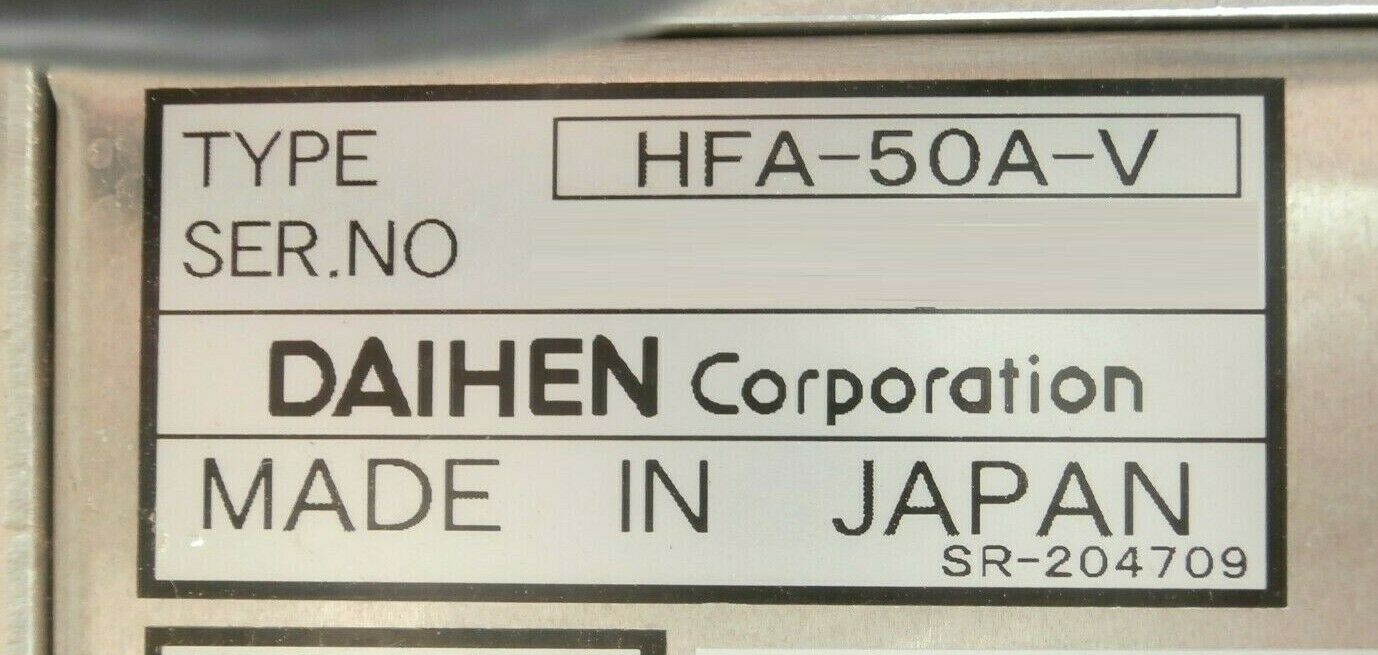 TYPE HFA-50A-V
SER.NO
DAIHEN Corporation
MADE IN JAPAN
SR-204709